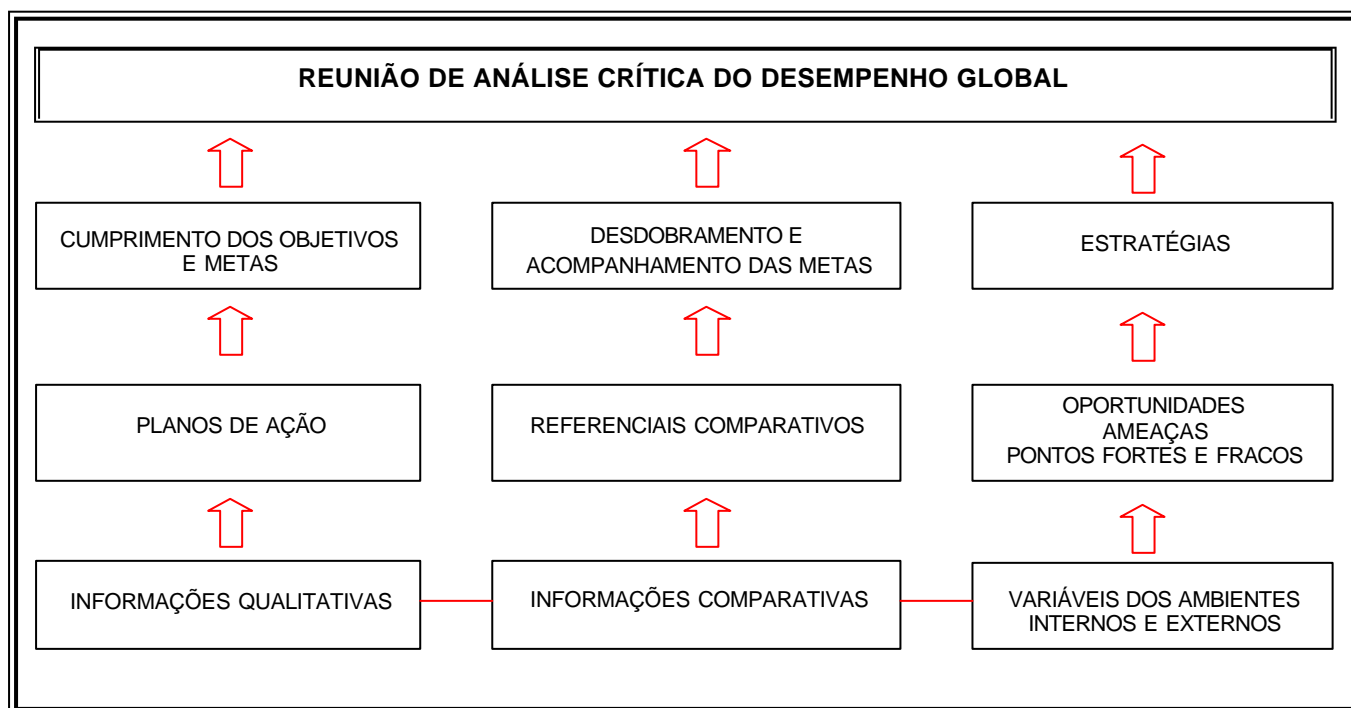 REUNIÃO DE ANÁLISE CRÍTICA DO DESEMPENHO GLOBAL
CUMPRIMENTO DOS OBJETIVOS
E METAS
DESDOBRAMENTO E
ACOMPANHAMENTO DAS METAS
ESTRATÉGIAS
PLANOS DE AÇÃO
REFERENCIAIS COMPARATIVOS
OPORTUNIDADES
AMEAÇAS
PONTOS FORTES E FRACOS
INFORMAÇÕES QUALITATIVAS
INFORMAÇÕES COMPARATIVAS
VARIÁVEIS DOS AMBIENTES
INTERNOS E EXTERNOS